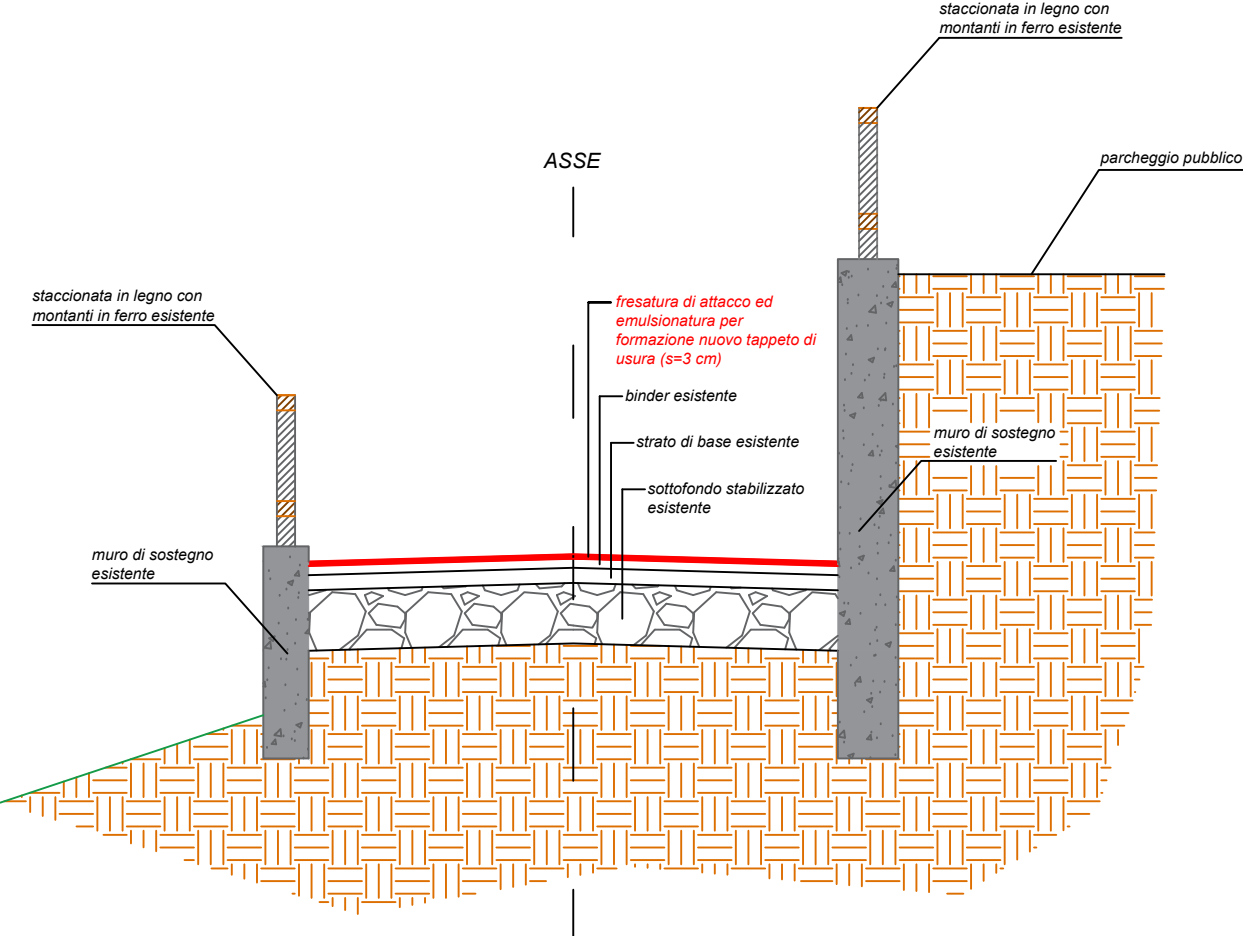 staccionata in legno con
montanti in ferro esistente
ASSE
parcheggio pubblico
staccionata in legno con
montanti in ferro esistente
fresatura di attacco ed
emulsionatura per
formazione nuovo tappeto di
usura (s=3 cm)
binder esistente
strato di base esistente
muro di sostegno
esistente
sottofondo stabilizzato
esistente
muro di sostegno
esistente